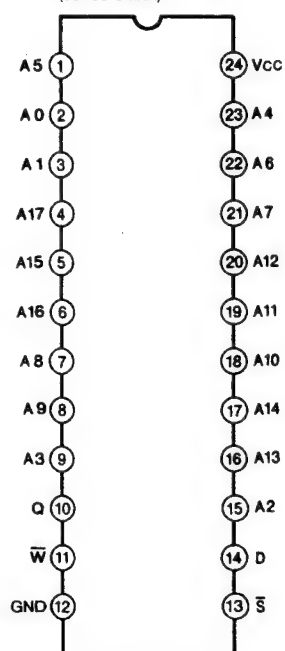 A5 1 24 VCC
A0 2 23 A4
A1 3 22 A6
A17 4 21 A7
A15 5 20 A12
A16 6 19 A11
A8 7 18 A10
A9 8 17 A14
A3 9 16 A13
Q 10 15 A2
W̅ 11 14 D
GND 12 13 S̅